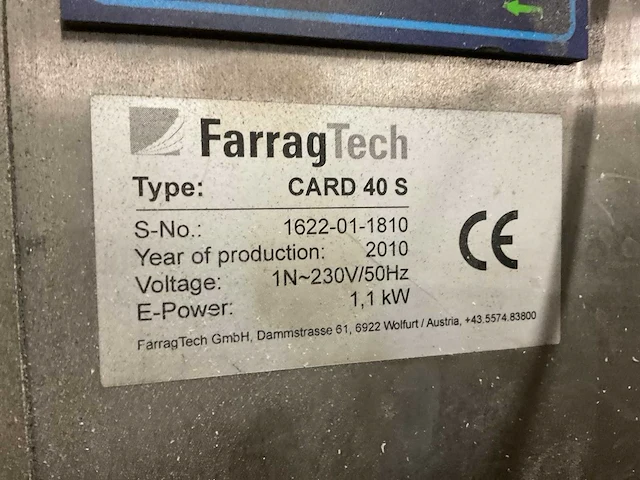 FarragTech
Type: CARD 40 S
S-No.: 1622-01-1810
Year of production: 2010
Voltage: 1N~230V/50Hz
E-Power: 1,1 kW
FarragTech GmbH, Dammstrasse 61, 6922 Wolfurt / Austria, +43.5574.83800
CE